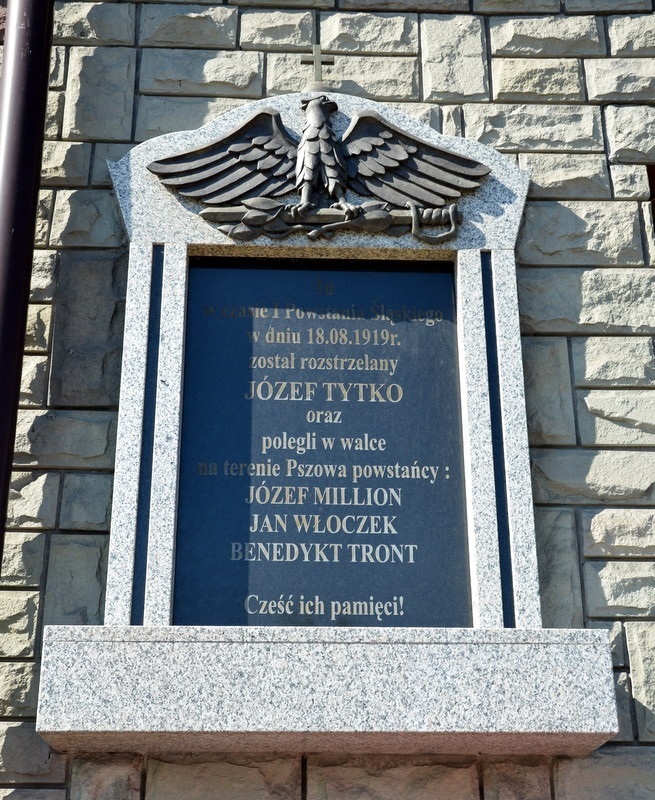 Tu
w czasie I Powstania Śląskiego
w dniu 18.08.1919r.
został rozstrzelany
JÓZEF TYTKO
oraz
polegli w walce
na terenie Pszowa powstańcy :
JÓZEF MILLION
JAN WŁOCZEK
BENEDYKT TRONT
Cześć ich pamięci!